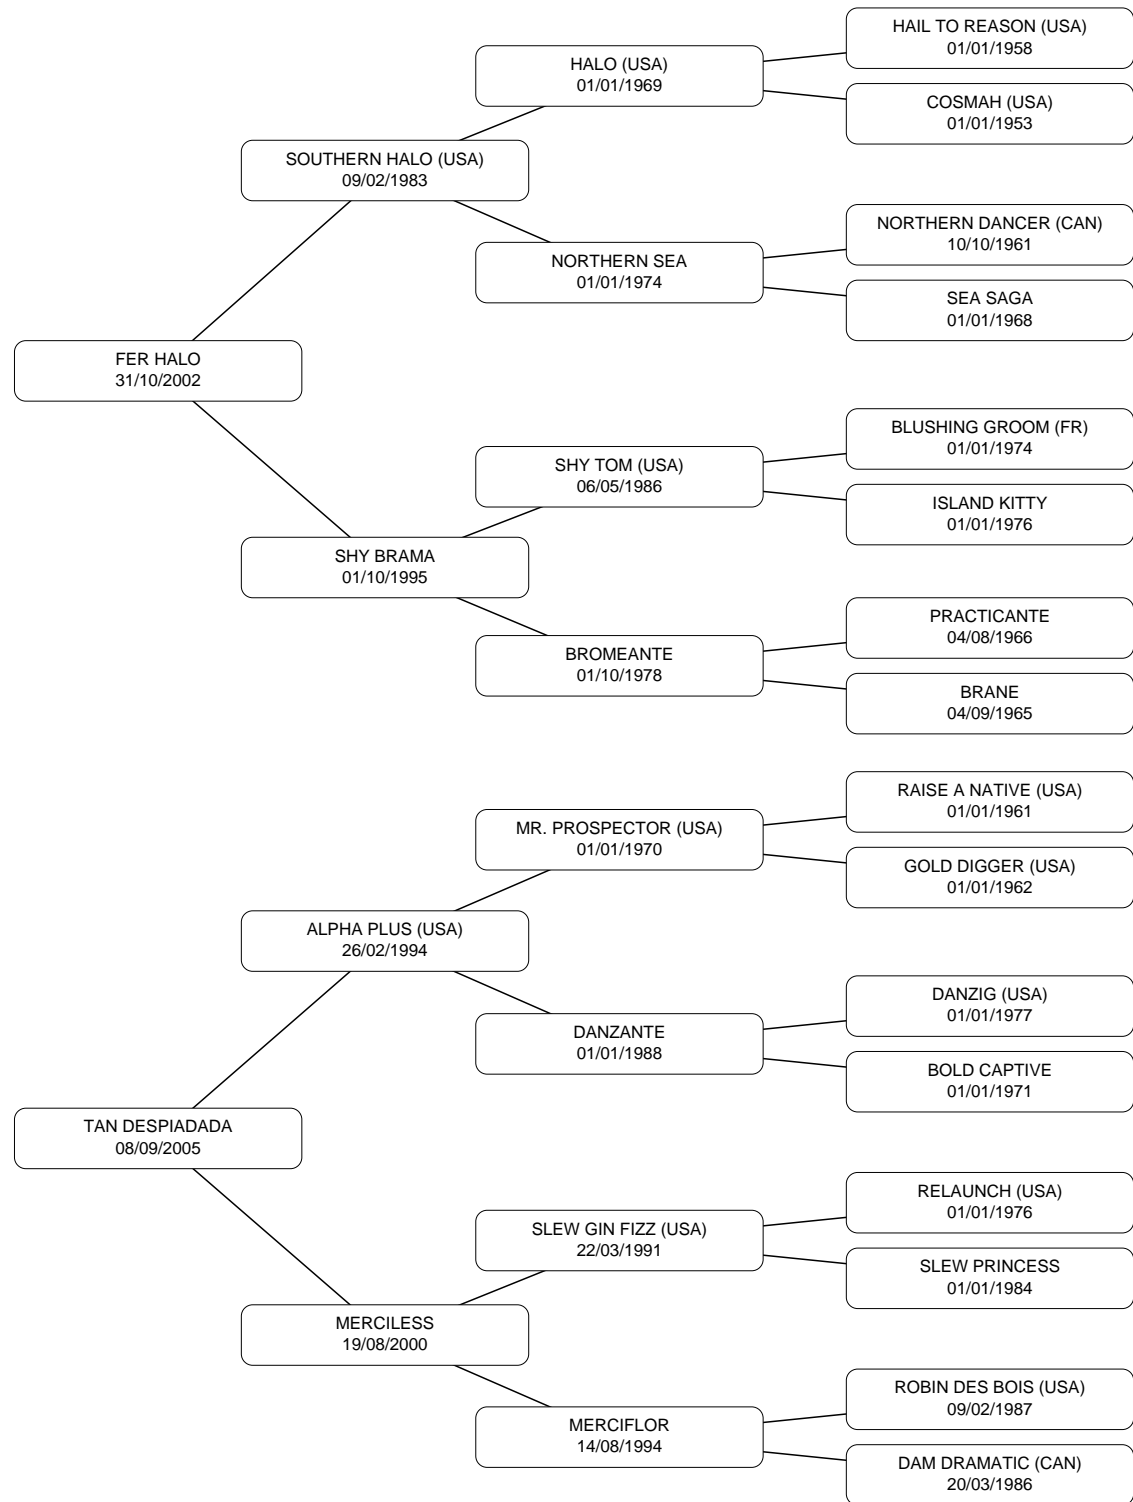 HAIL TO REASON (USA)
01/01/1958
HALO (USA)
01/01/1969
COSMAH (USA)
01/01/1953
SOUTHERN HALO (USA)
09/02/1983
NORTHERN DANCER (CAN)
10/10/1961
NORTHERN SEA
01/01/1974
SEA SAGA
01/01/1968
FER HALO
31/10/2002
BLUSHING GROOM (FR)
01/01/1974
SHY TOM (USA)
06/05/1986
ISLAND KITTY
01/01/1976
SHY BRAMA
01/10/1995
PRACTICANTE
04/08/1966
BROMEANTE
01/10/1978
BRANE
04/09/1965
RAISE A NATIVE (USA)
01/01/1961
MR. PROSPECTOR (USA)
01/01/1970
GOLD DIGGER (USA)
01/01/1962
ALPHA PLUS (USA)
26/02/1994
DANZIG (USA)
01/01/1977
DANZANTE
01/01/1988
BOLD CAPTIVE
01/01/1971
TAN DESPIADADA
08/09/2005
RELAUNCH (USA)
01/01/1976
SLEW GIN FIZZ (USA)
22/03/1991
SLEW PRINCESS
01/01/1984
MERCILESS
19/08/2000
ROBIN DES BOIS (USA)
09/02/1987
MERCIFLOR
14/08/1994
DAM DRAMATIC (CAN)
20/03/1986